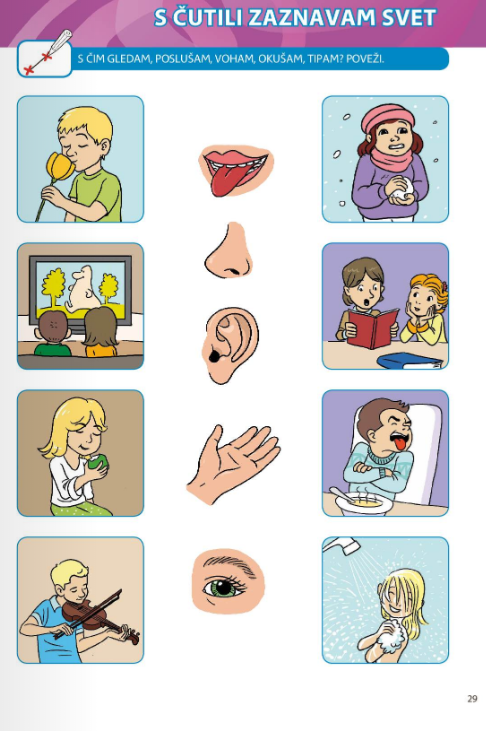 S ČUTILI ZAZNAVAM SVET
S ČIM GLEDAM, POSLUŠAM, VOHAM, OKUŠAM, TIPAM? POVEŽI.
29